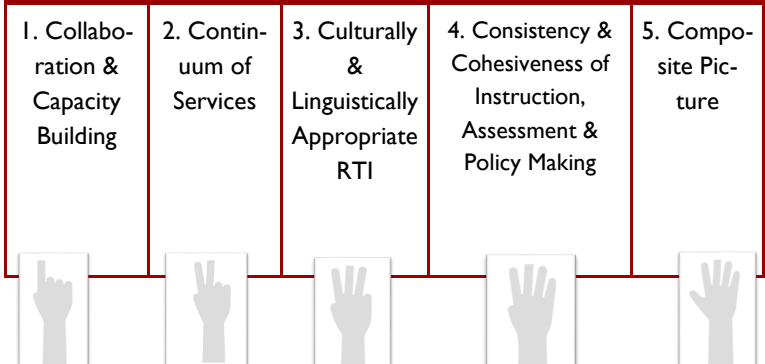 1. Collabo-
ration &
Capacity
Building
2. Contin-
uum of
Services
3. Culturally
&
Linguistically
Appropriate
RTI
4. Consistency &
Cohesiveness of
Instruction,
Assessment &
Policy Making
5. Compo-
site Pic-
ture